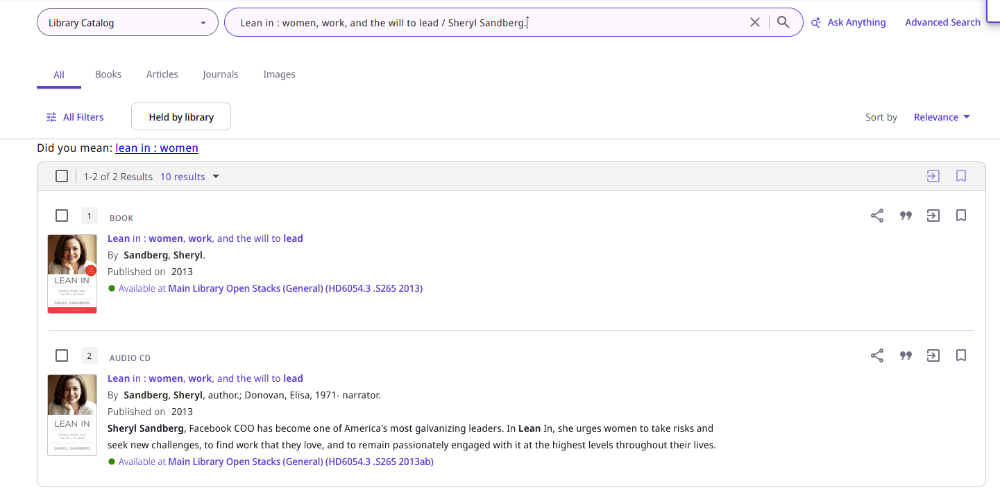 Library Catalog
Lean in : women, work, and the will to lead / Sheryl Sandberg.
Ask Anything
Advanced Search
All
Books
Articles
Journals
Images
All Filters
Held by library
Sort by
Relevance
Did you mean: lean in : women
1-2 of 2 Results
10 results
1
BOOK
Lean in : women, work, and the will to lead
By Sandberg, Sheryl.
Published on 2013
Available at Main Library Open Stacks (General) (HD6054.3 .S265 2013)
LEAN IN
WOMEN, WORK, AND
THE WILL TO LEAD
SHERYL SANDBERG
2
AUDIO CD
Lean in : women, work, and the will to lead
By Sandberg, Sheryl, author.; Donovan, Elisa, 1971- narrator.
Published on 2013
Sheryl Sandberg, Facebook COO has become one of America's most galvanizing leaders. In Lean In, she urges women to take risks and
seek new challenges, to find work that they love, and to remain passionately engaged with it at the highest levels throughout their lives.
Available at Main Library Open Stacks (General) (HD6054.3 .S265 2013ab)
LEAN IN
WOMEN, WORK, AND
THE WILL TO LEAD
SHERYL SANDBERG